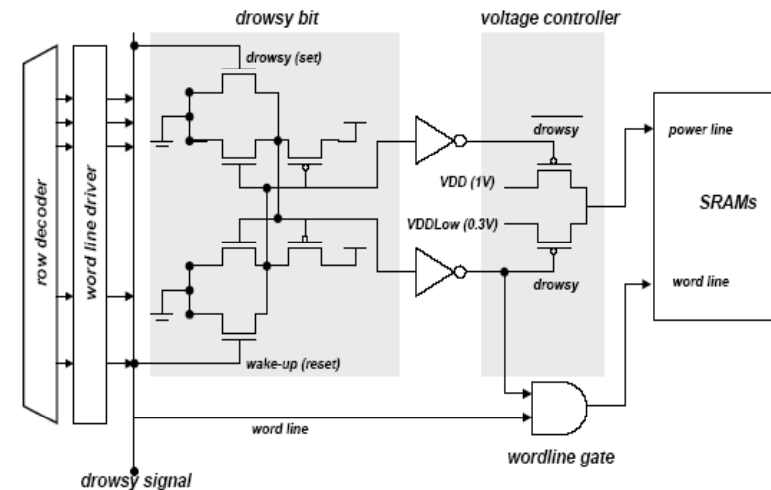 drowsy bit
voltage controller
drowsy (set)
row decoder
word line driver
drowsy
power line
VDD (1V)
SRAMs
VDDLow (0.3V)
word line
drowsy
wake-up (reset)
word line
wordline gate
drowsy signal